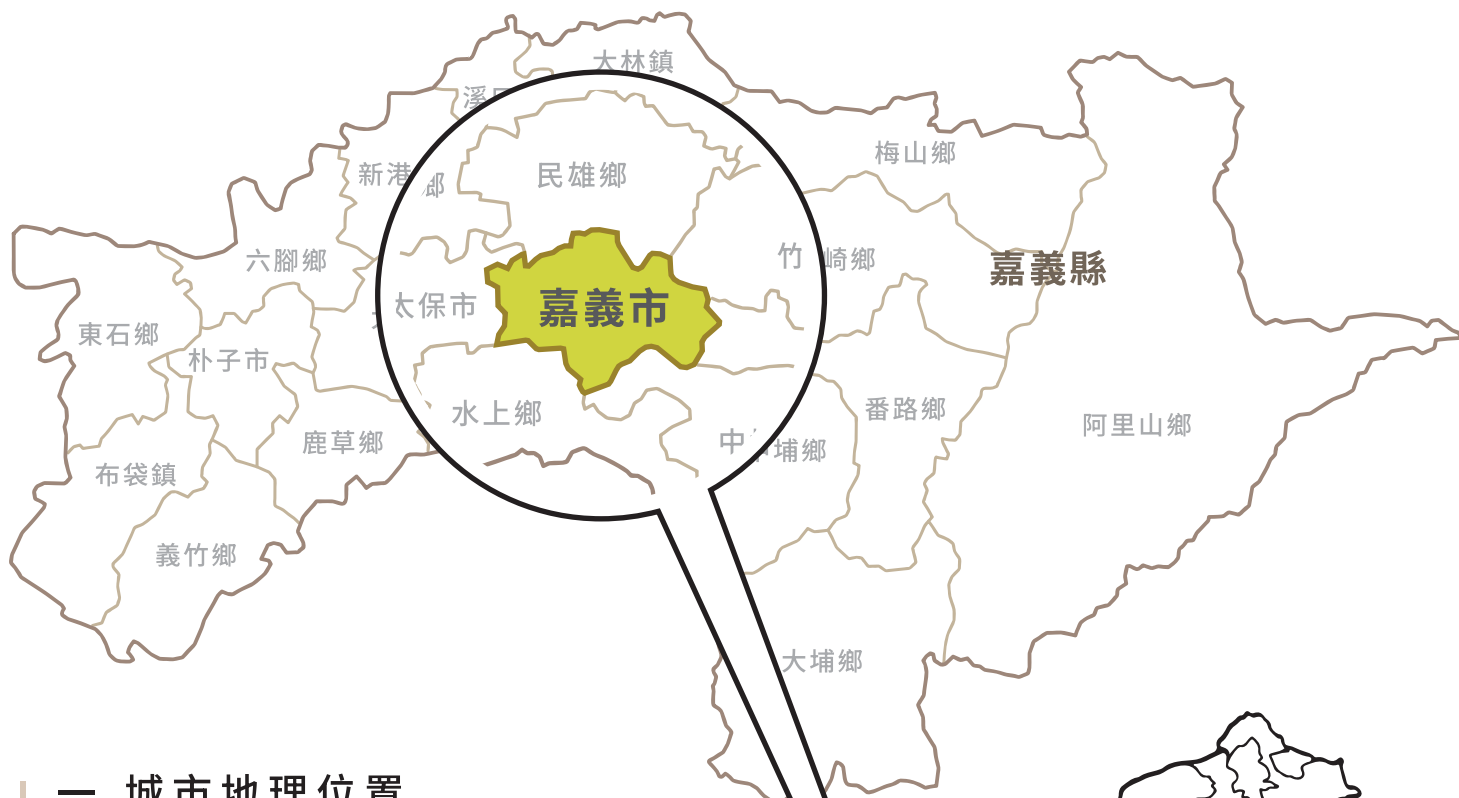 大林鎮
溪
梅山鄉
新港鄉
民雄鄉
六腳鄉
竹崎鄉
嘉義縣
太保市
嘉義市
東石鄉
朴子市
水上鄉
番路鄉
阿里山鄉
鹿草鄉
中埔鄉
布袋鎮
義竹鄉
大埔鄉
一 城市地理位置